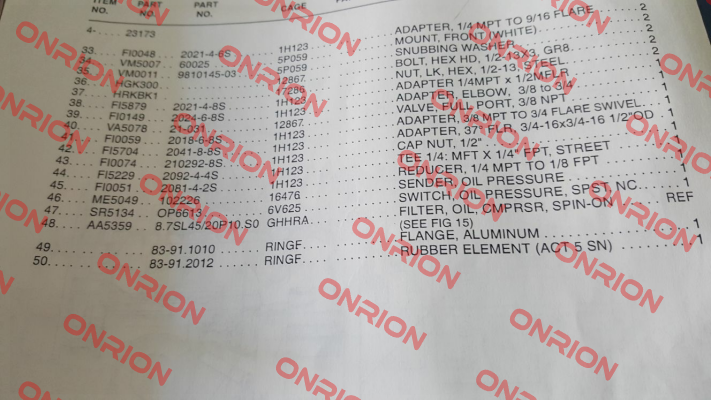 ITEM NO. PART NO. PART NO. CAGE
4- 23173
33. FI0048 2021-4-6S 1H123 ADAPTER, 1/4 MPT TO 9/16 FLARE 2
34. VM5007 60025 5P059 MOUNT, FRONT (WHITE) 2
35. VM0011 9810145-03 5P059 SNUBBING WASHER 2
36. HGK300 12867 BOLT, HEX HD, 1/2-13X3, GR8 2
37. HRKBK1 17286 NUT, LK, HEX, 1/2-13, STEEL 2
38. FI5879 2021-4-8S 1H123 ADAPTER 1/4MPT x 1/2MFLR 1
39. FI0149 2024-6-8S 1H123 ADAPTER, ELBOW, 3/8 to 3/4 1
40. VA5078 21-031 12867 VALVE, FULL PORT, 3/8 NPT 1
41. FI0059 2018-6-8S 1H123 ADAPTER, 3/8 MPT TO 3/4 FLARE SWIVEL 1
42. FI5704 2041-8-8S 1H123 ADAPTER, 37° FLR, 3/4-16x3/4-16 1/2"OD 1
43. FI0074 210292-8S 1H123 CAP NUT, 1/2" 1
44. FI5229 2092-4-4S 1H123 TEE 1/4: MFT X 1/4" FPT, STREET 1
45. FI0051 2081-4-2S 1H123 REDUCER, 1/4 MPT TO 1/8 FPT 1
46. ME5049 102226 16476 SENDER, OIL PRESSURE 1
47. SR5134 OP6613 6V625 SWITCH, OIL PRESSURE, SPST, NC 1
48. AA5359 8.7SL45/20P10.S0 GHHRA FILTER, OIL, CMPRSR, SPIN-ON REF
(SEE FIG 15)
49. 83-91.1010 RINGF FLANGE, ALUMINUM 1
50. 83-91.2012 RINGF RUBBER ELEMENT (ACT 5 SN) 1
ONRION